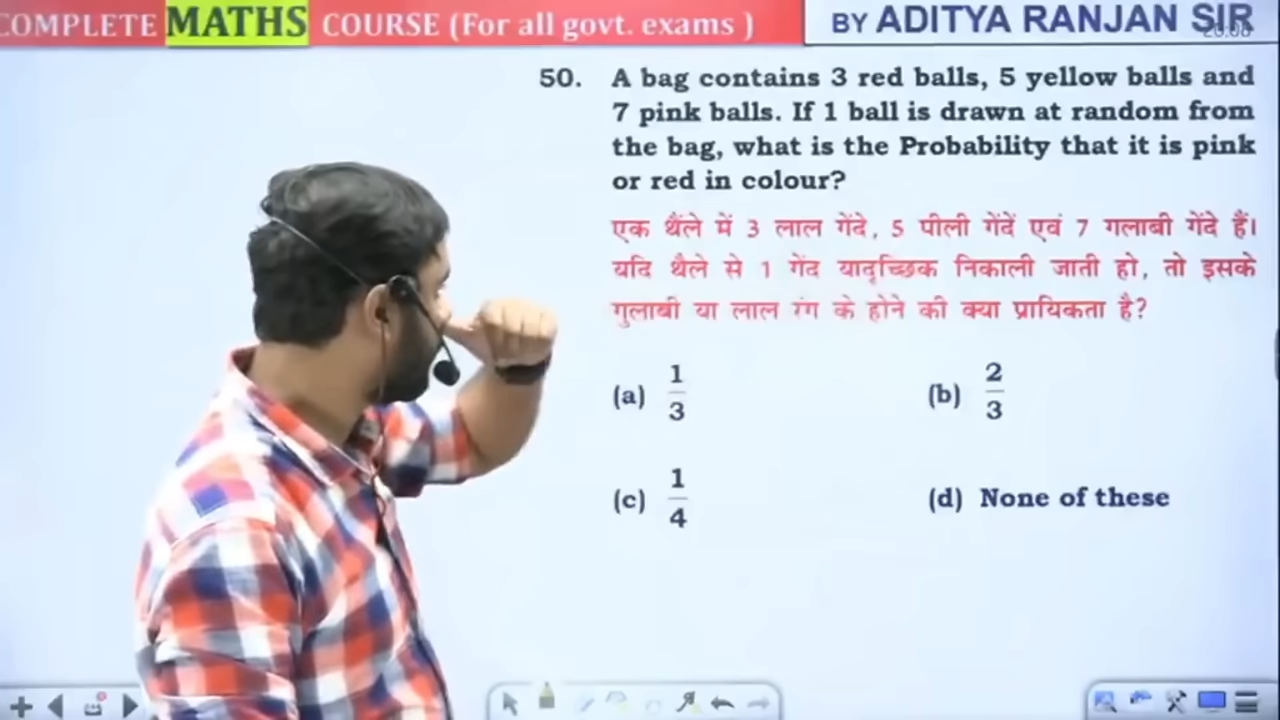 COMPLETE MATHS COURSE (For all govt. exams )
BY ADITYA RANJAN SIR
50. A bag contains 3 red balls, 5 yellow balls and
7 pink balls. If 1 ball is drawn at random from
the bag, what is the Probability that it is pink
or red in colour?
एक थैंले में 3 लाल गेंदे, 5 पीली गेंदें एवं 7 गलाबी गेंदे हैं।
यदि थैले से 1 गेंद यादृच्छिक निकाली जाती हो, तो इसके
गुलाबी या लाल रंग के होने की क्या प्रायिकता है?
(a) 1/3 (b) 2/3
(c) 1/4 (d) None of these